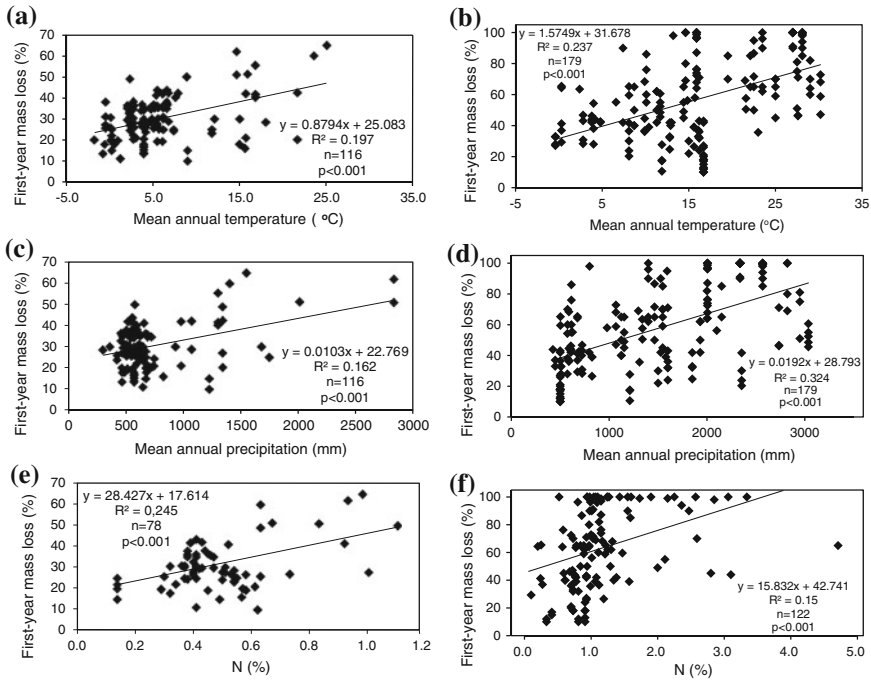 (a)
First-year mass loss (%)
70
60
50
40
30
20
10
0
y = 0.8794x + 25.083
R² = 0.197
n=116
p<0.001
-5.0 5.0 15.0 25.0 35.0
Mean annual temperature ( °C)
(b)
First-year mass loss (%)
100
80
60
40
20
0
y = 1.5749x + 31.678
R² = 0.237
n=179
p<0.001
-5 5 15 25 35
Mean annual temperature (°C)
(c)
First-year mass loss (%)
70
60
50
40
30
20
10
0
y = 0.0103x + 22.769
R² = 0.162
n=116
p<0.001
0 500 1000 1500 2000 2500 3000
Mean annual precipitation (mm)
(d)
First-year mass loss (%)
100
80
60
40
20
0
y = 0.0192x + 28.793
R² = 0.324
n=179
p<0.001
0 1000 2000 3000
Mean annual precipitation (mm)
(e)
First-year mass loss (%)
70
60
50
40
30
20
10
0
y = 28.427x + 17.614
R² = 0,245
n=78
p<0.001
0.0 0.2 0.4 0.6 0.8 1.0 1.2
N (%)
(f)
First-year mass loss (%)
100
80
60
40
20
0
y = 15.832x + 42.741
R² = 0.15
n=122
p<0.001
0.0 1.0 2.0 3.0 4.0 5.0
N (%)